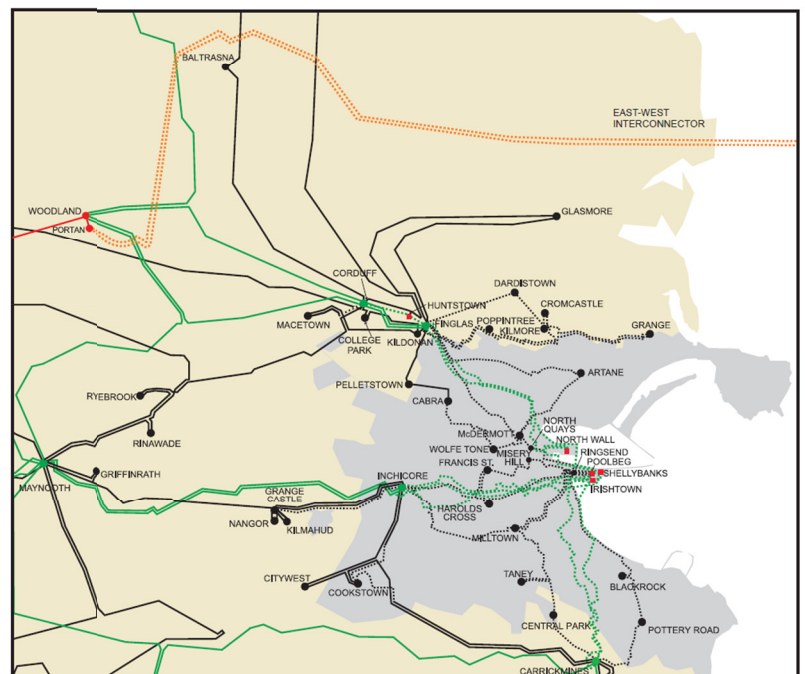 BALTRASNA
EAST-WEST
INTERCONNECTOR
WOODLAND
PORTAN
GLASMORE
CORDUFF
DARDISTOWN
HUNTSTOWN
CROMCASTLE
MACETOWN
FINGLAS
POPPINTREE
KILMORE
GRANGE
COLLEGE
PARK
KILDONAN
PELLETSTOWN
ARTANE
RYEBROOK
CABRA
RINAWADE
McDERMOTT
NORTH
QUAYS
NORTH WALL
WOLFE TONE
MISERY
HILL
RINGSEND
POOLBEG
FRANCIS ST.
SHELLYBANKS
GRIFFINRATH
INCHICORE
MAYNOOTH
IRISHTOWN
GRANGE
CASTLE
HAROLDS
CROSS
NANGOR
KILMAHUD
MILLTOWN
CITYWEST
COOKSTOWN
TANEY
BLACKROCK
CENTRAL PARK
POTTERY ROAD
CARRICKMINES